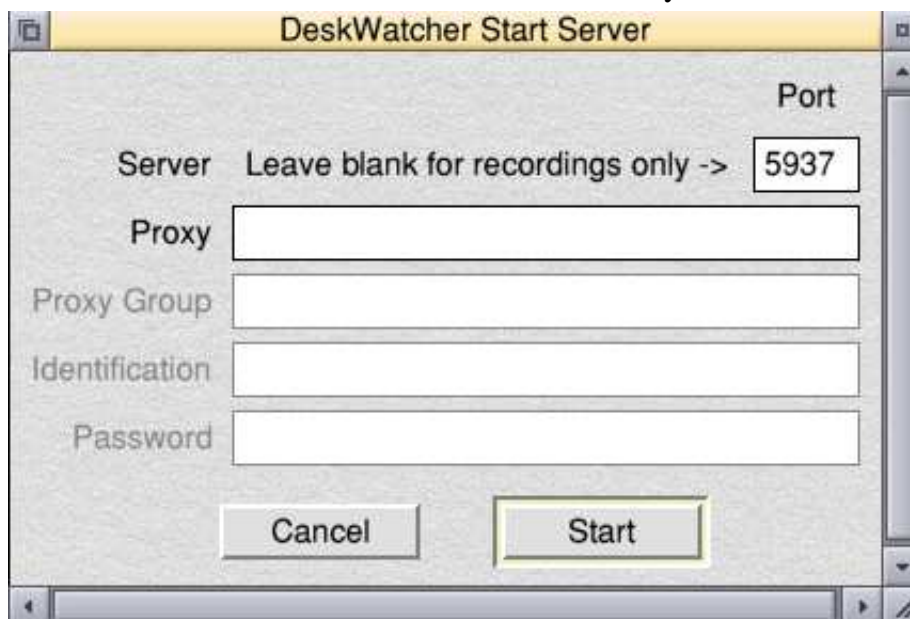 DeskWatcher Start Server
Port
Server Leave blank for recordings only -> 5937
Proxy
Proxy Group
Identification
Password
Cancel Start